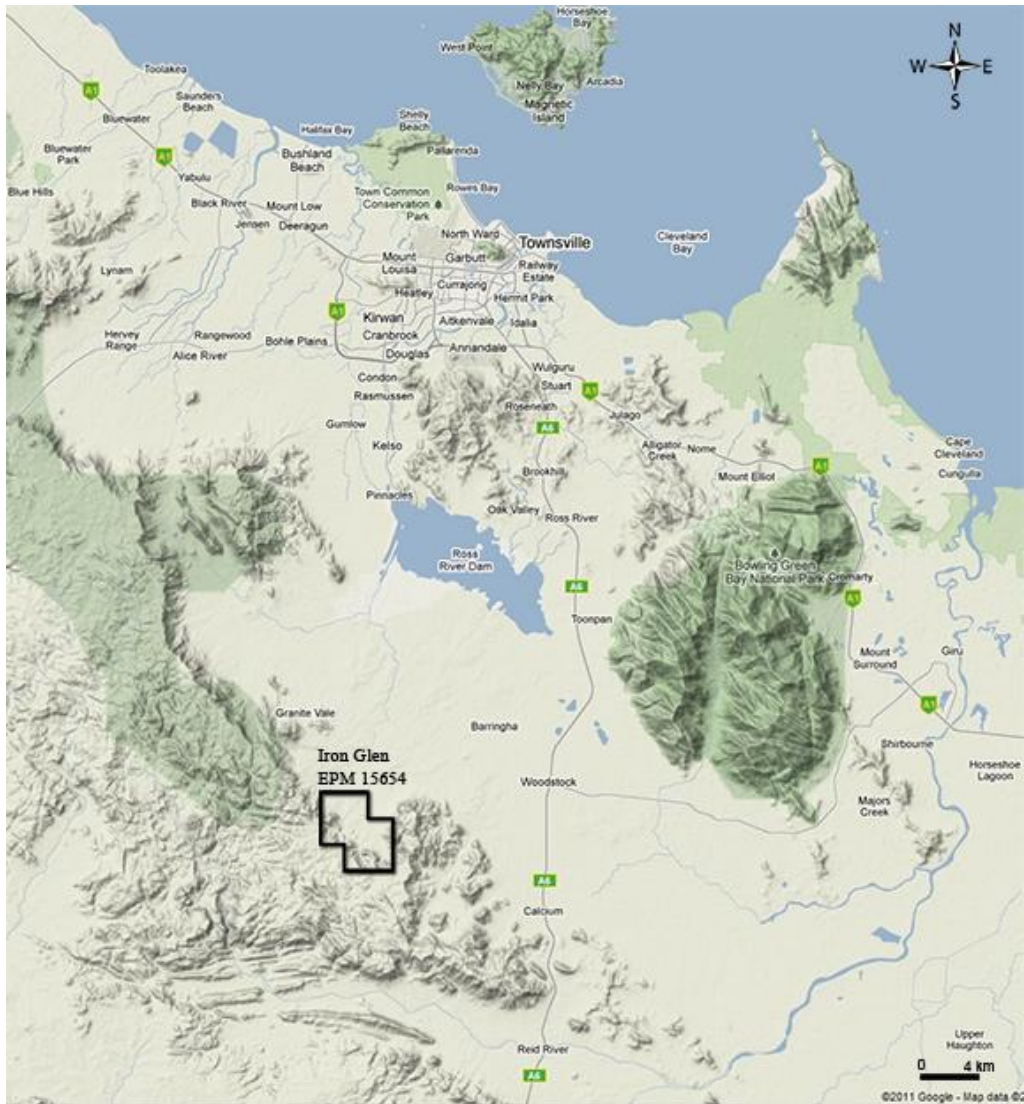 Horseshoe
Bay
West Point
Nelly Bay
Arcadia
Magnetic
Island
N
W
E
S
Toolakea
A1
Saunders
Beach
Bluewater
Shelly
Beach
Halifax Bay
Pallarenda
Bluewater
Park
A1
Bushland
Beach
Yabulu
Blue Hills
Rowes Bay
Town Common
Conservation
Park
Black River
Mount Low
Jensen
Deeragun
North Ward
Townsville
Cleveland
Bay
Mount
Louisa
Garbutt
Railway
Estate
Lynam
Currajong
Heatley
Hermit Park
A1
Kirwan
Aitkenvale
Idalia
Hervey
Range
Rangewood
Bohle Plains
Cranbrook
Alice River
Douglas
Annandale
Condon
Wulguru
Rasmussen
Stuart
A1
Roseneath
Julago
Gumlow
A6
Kelso
Alligator
Creek
Nome
Cape
Cleveland
Brookhill
Mount Elliot
A1
Cungulla
Pinnacles
Oak Valley
Ross River
Ross
River Dam
Bowling Green
Bay National Park
Cromarty
A6
A1
Toonpan
Mount
Surround
Giru
Granite Vale
A1
Barringha
Shirbourne
Iron Glen
EPM 15654
Horseshoe
Lagoon
Woodstock
Majors
Creek
A6
Calcium
Upper
Haughton
Reid River
A6
0 4 km
©2011 Google - Map data ©2